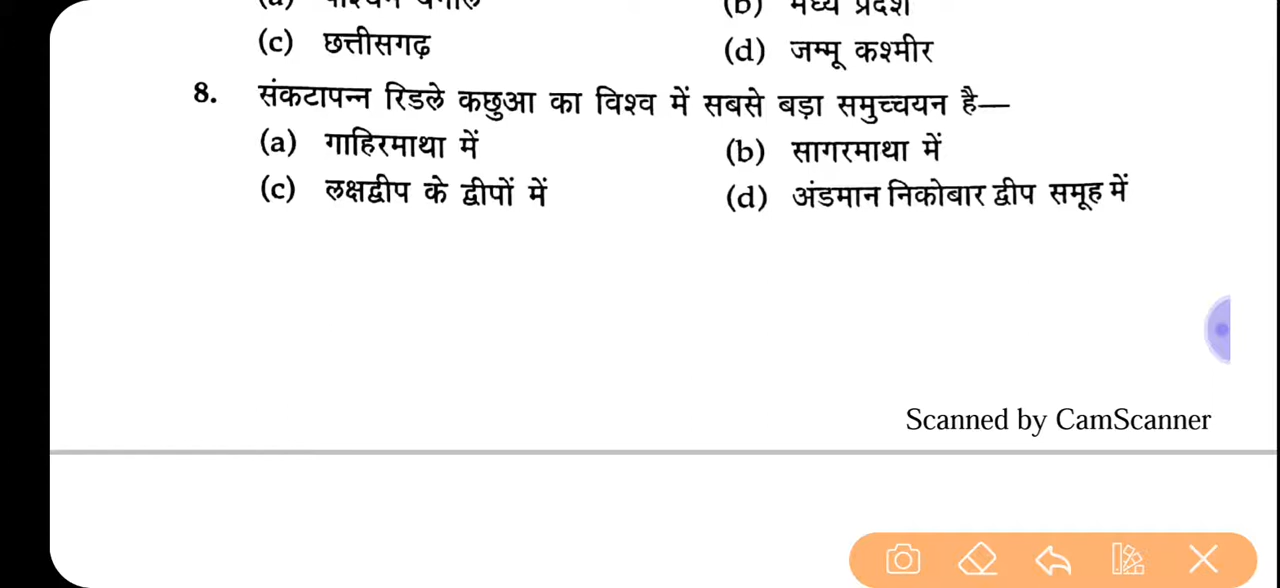 (b) मध्य प्रदेश
(c) छत्तीसगढ़ (d) जम्मू कश्मीर
8. संकटापन्न रिडले कछुआ का विश्व में सबसे बड़ा समुच्चयन है—
(a) गाहिरमाथा में (b) सागरमाथा में
(c) लक्षद्वीप के द्वीपों में (d) अंडमान निकोबार द्वीप समूह में
Scanned by CamScanner